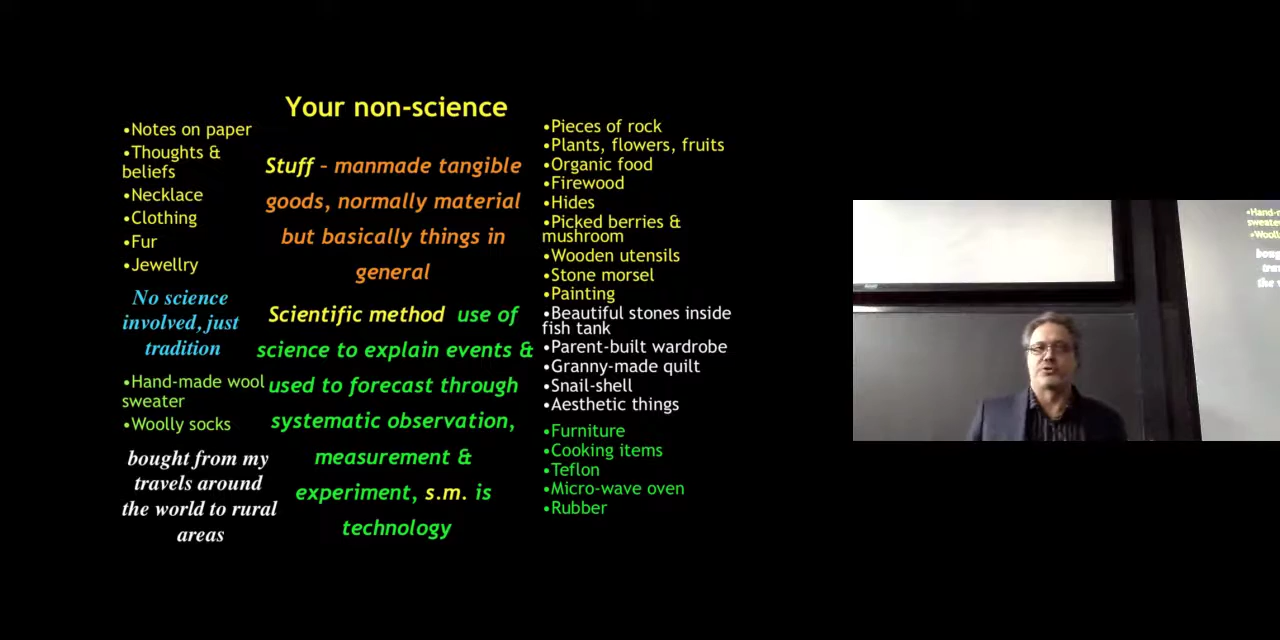 Your non-science
•Notes on paper
•Thoughts &
beliefs
•Necklace
•Clothing
•Fur
•Jewellry
No science
involved, just
tradition
•Hand-made wool
sweater
•Woolly socks
bought from my
travels around
the world to rural
areas
Stuff – manmade tangible
goods, normally material
but basically things in
general
Scientific method use of
science to explain events &
used to forecast through
systematic observation,
measurement &
experiment, s.m. is
technology
•Pieces of rock
•Plants, flowers, fruits
•Organic food
•Firewood
•Hides
•Picked berries &
mushroom
•Wooden utensils
•Stone morsel
•Painting
•Beautiful stones inside
fish tank
•Parent-built wardrobe
•Granny-made quilt
•Snail-shell
•Aesthetic things
•Furniture
•Cooking items
•Teflon
•Micro-wave oven
•Rubber